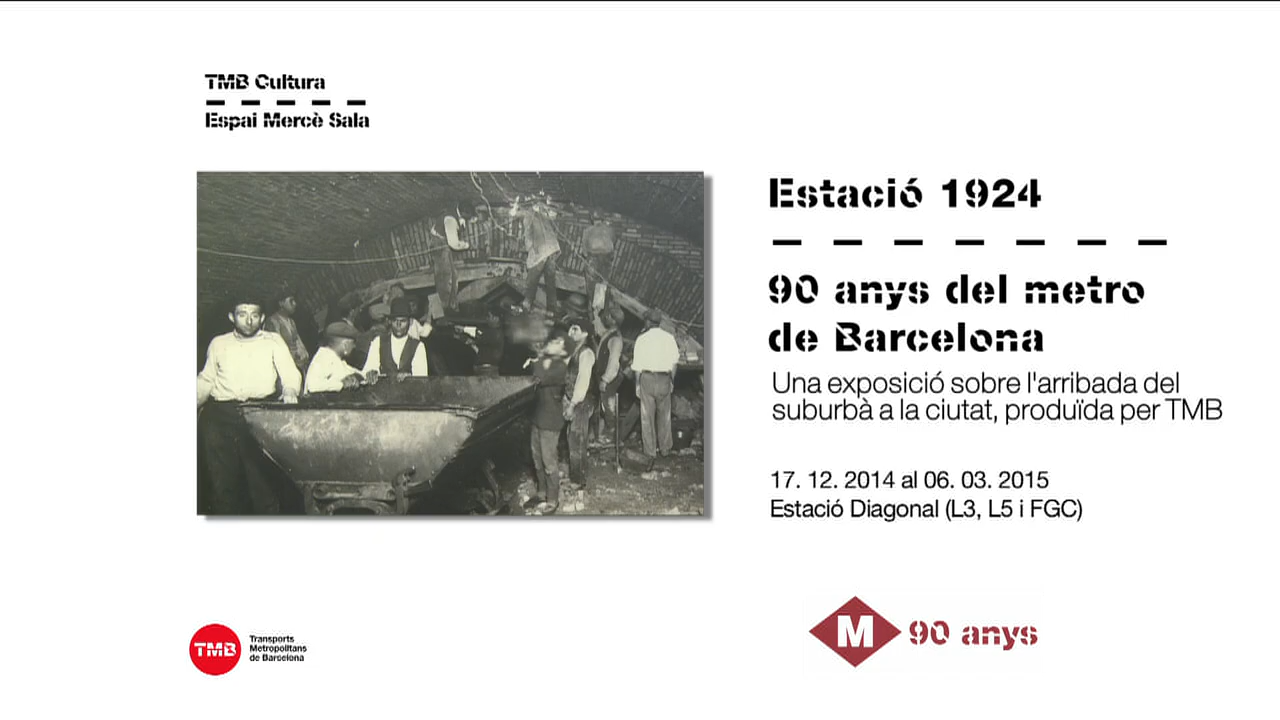 TMB Cultura
Espai Mercè Sala
Estació 1924
90 anys del metro
de Barcelona
Una exposició sobre l'arribada del
suburbà a la ciutat, produïda per TMB
17. 12. 2014 al 06. 03. 2015
Estació Diagonal (L3, L5 i FGC)
TMB
Transports
Metropolitans
de Barcelona
M 90 anys